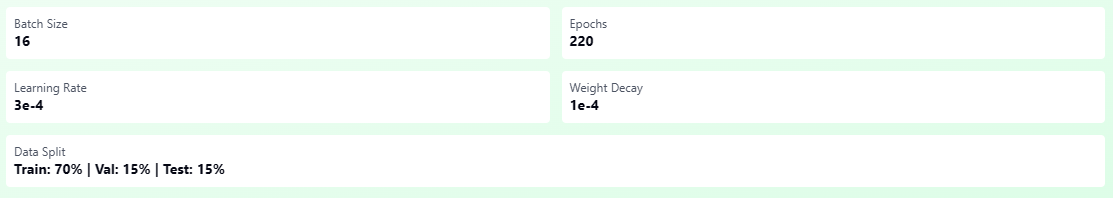 Batch Size
16
Epochs
220
Learning Rate
3e-4
Weight Decay
1e-4
Data Split
Train: 70% | Val: 15% | Test: 15%